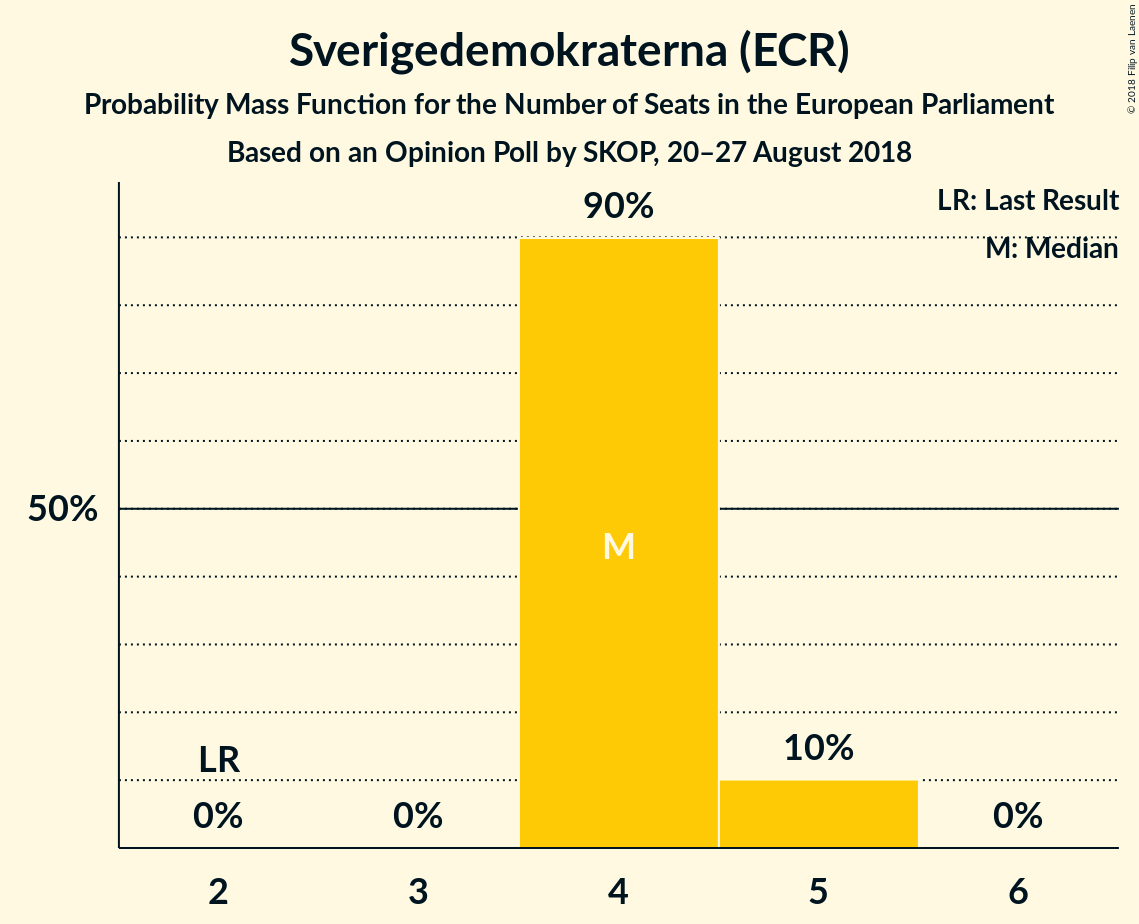 Sverigedemokraterna (ECR)
Probability Mass Function for the Number of Seats in the European Parliament
Based on an Opinion Poll by SKOP, 20–27 August 2018
© 2018 Filip van Laenen
LR: Last Result
M: Median
90%
50%
M
10%
LR
0%
0%
0%
2
3
4
5
6